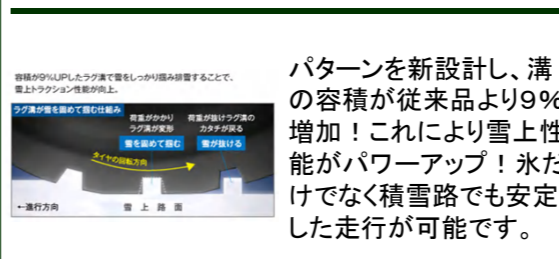 容積が9%UPしたラグ溝で雪をしっかり掴み排雪することで、
雪上トラクション性能が向上。
ラグ溝が雪を固めて掴む仕組み
荷重がかかり
ラグ溝が変形
荷重が抜けラグ溝の
カタチが戻る
雪を固めて掴む
雪が抜ける
タイヤの回転方向
←進行方向
雪上路面
パターンを新設計し、溝
の容積が従来品より9%
増加！これにより雪上性
能がパワーアップ！氷だ
けでなく積雪路でも安定
した走行が可能です。